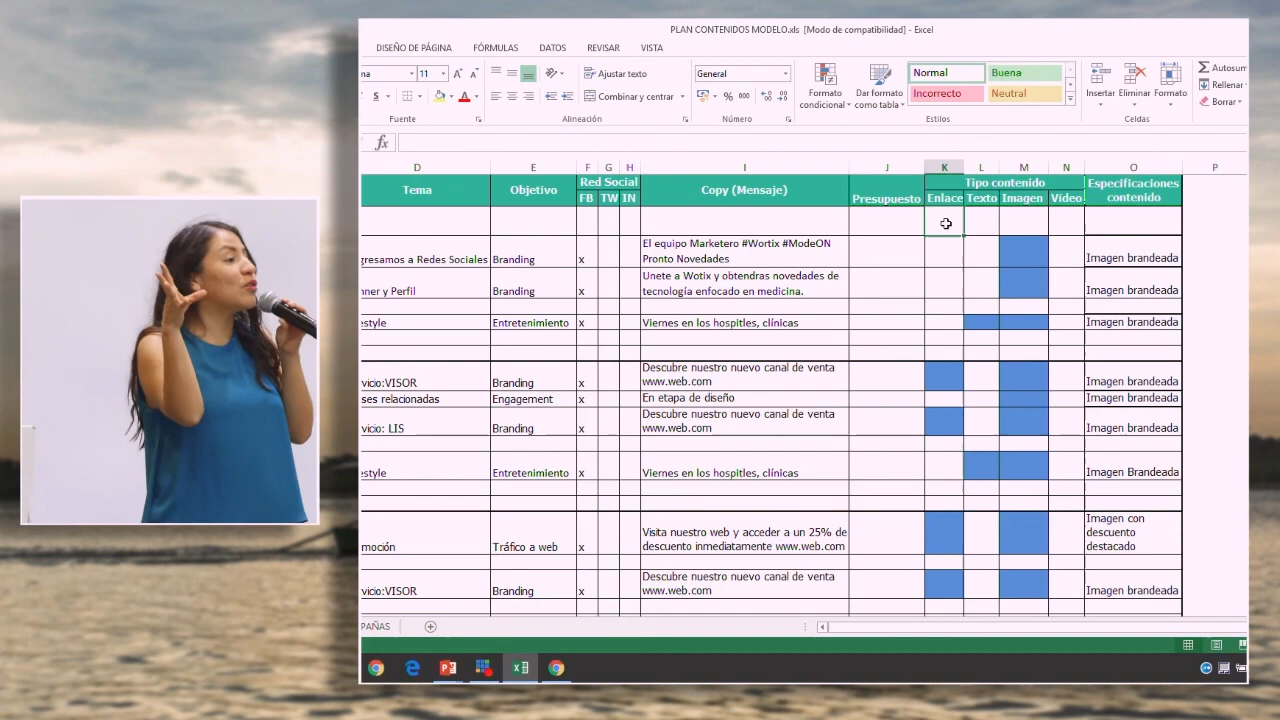 PLAN CONTENIDOS MODELO.xls [Modo de compatibilidad] - Excel
DISEÑO DE PÁGINA FÓRMULAS DATOS REVISAR VISTA
11 A A Ajustar texto General Formato condicional Dar formato como tabla Normal Buena Insertar Eliminar Formato Autosum
S A Combinar y centrar % 000 Incorrecto Neutral Rellenar
Borrar
Fuente Alineación Número Estilos Celdas
fx
D E F G H I J K L M N O P
Tema Objetivo Red Social Copy (Mensaje) Presupuesto Tipo contenido Especificaciones contenido
FB TW IN Enlace Texto Imagen Vídeo
gresamos a Redes Sociales Branding x El equipo Marketero #Wortix #ModeON Imagen brandeada
Pronto Novedades
nner y Perfil Branding x Unete a Wotix y obtendras novedades de Imagen brandeada
tecnología enfocado en medicina.
estyle Entretenimiento x Viernes en los hospitles, clínicas Imagen brandeada
vicio:VISOR Branding x Descubre nuestro nuevo canal de venta Imagen brandeada
www.web.com
ses relacionadas Engagement x En etapa de diseño Imagen brandeada
vicio: LIS Branding x Descubre nuestro nuevo canal de venta Imagen brandeada
www.web.com
estyle Entretenimiento x Viernes en los hospitles, clínicas Imagen Brandeada
moción Tráfico a web x Visita nuestro web y acceder a un 25% de Imagen con
descuento inmediatamente www.web.com descuento
destacado
vicio:VISOR Branding x Descubre nuestro nuevo canal de venta Imagen brandeada
www.web.com
PAÑAS